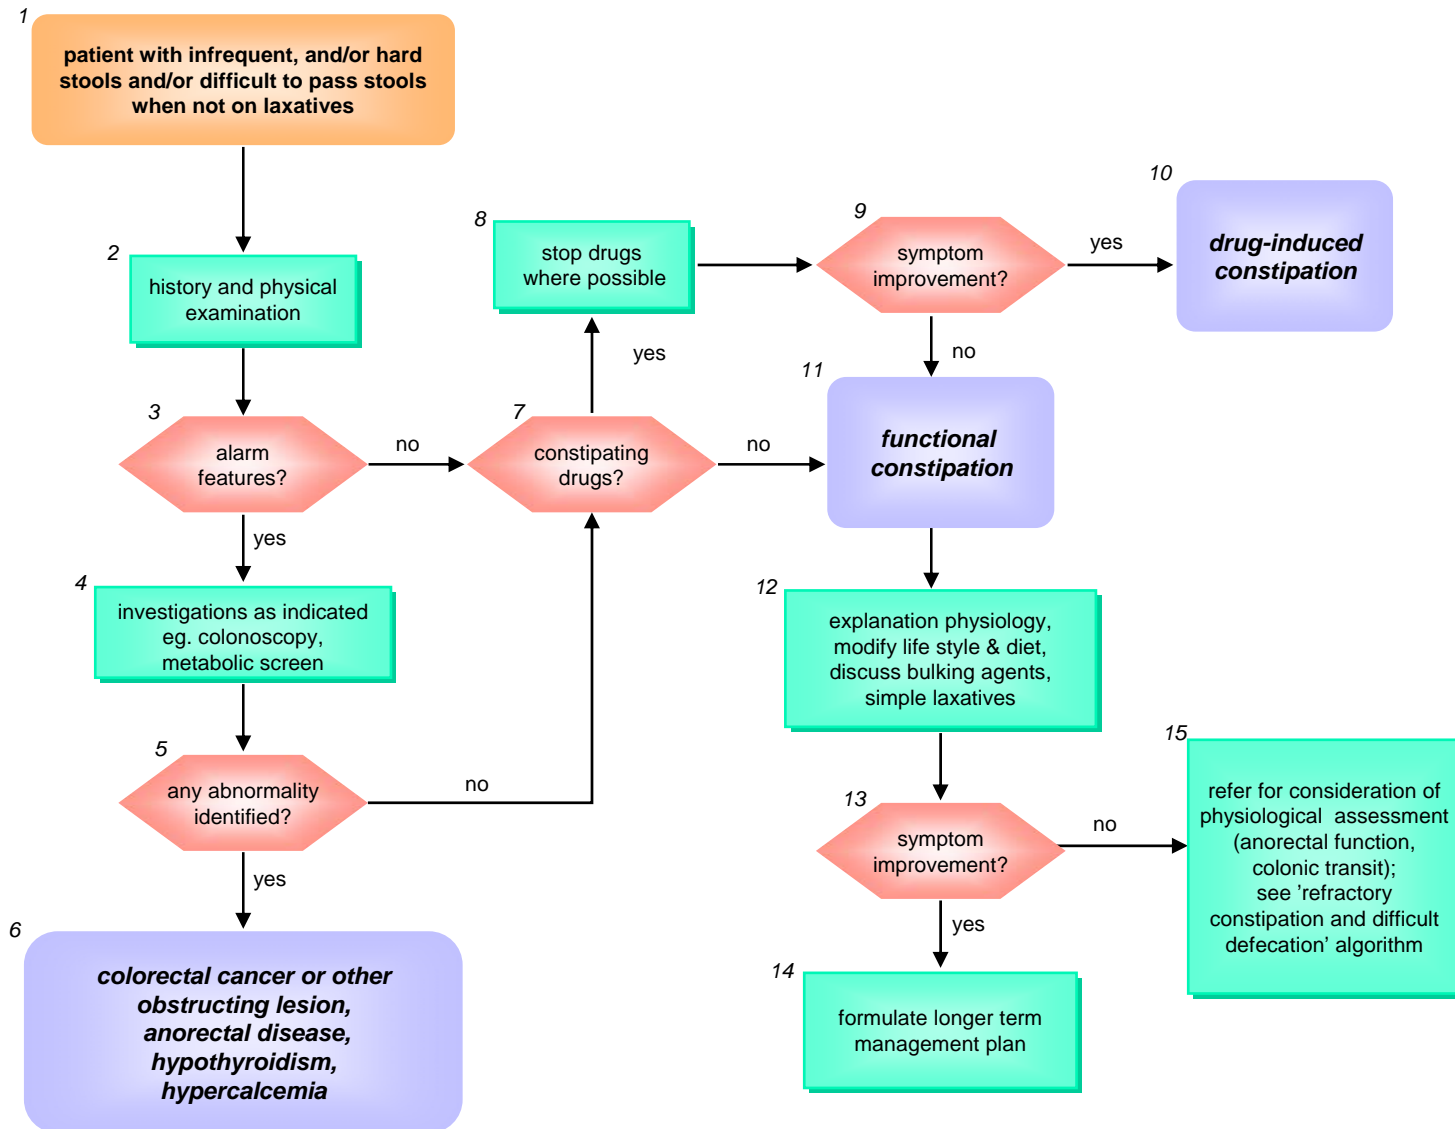 1
patient with infrequent, and/or hard
stools and/or difficult to pass stools
when not on laxatives
2
history and physical
examination
3
alarm
features?
no
yes
4
investigations as indicated
eg. colonoscopy,
metabolic screen
5
any abnormality
identified?
no
yes
6
colorectal cancer or other
obstructing lesion,
anorectal disease,
hypothyroidism,
hypercalcemia
7
constipating
drugs?
yes
no
8
stop drugs
where possible
9
symptom
improvement?
yes
no
10
drug-induced
constipation
11
functional
constipation
12
explanation physiology,
modify life style & diet,
discuss bulking agents,
simple laxatives
13
symptom
improvement?
no
yes
14
formulate longer term
management plan
15
refer for consideration of
physiological assessment
(anorectal function,
colonic transit);
see ’refractory
constipation and difficult
defecation’ algorithm